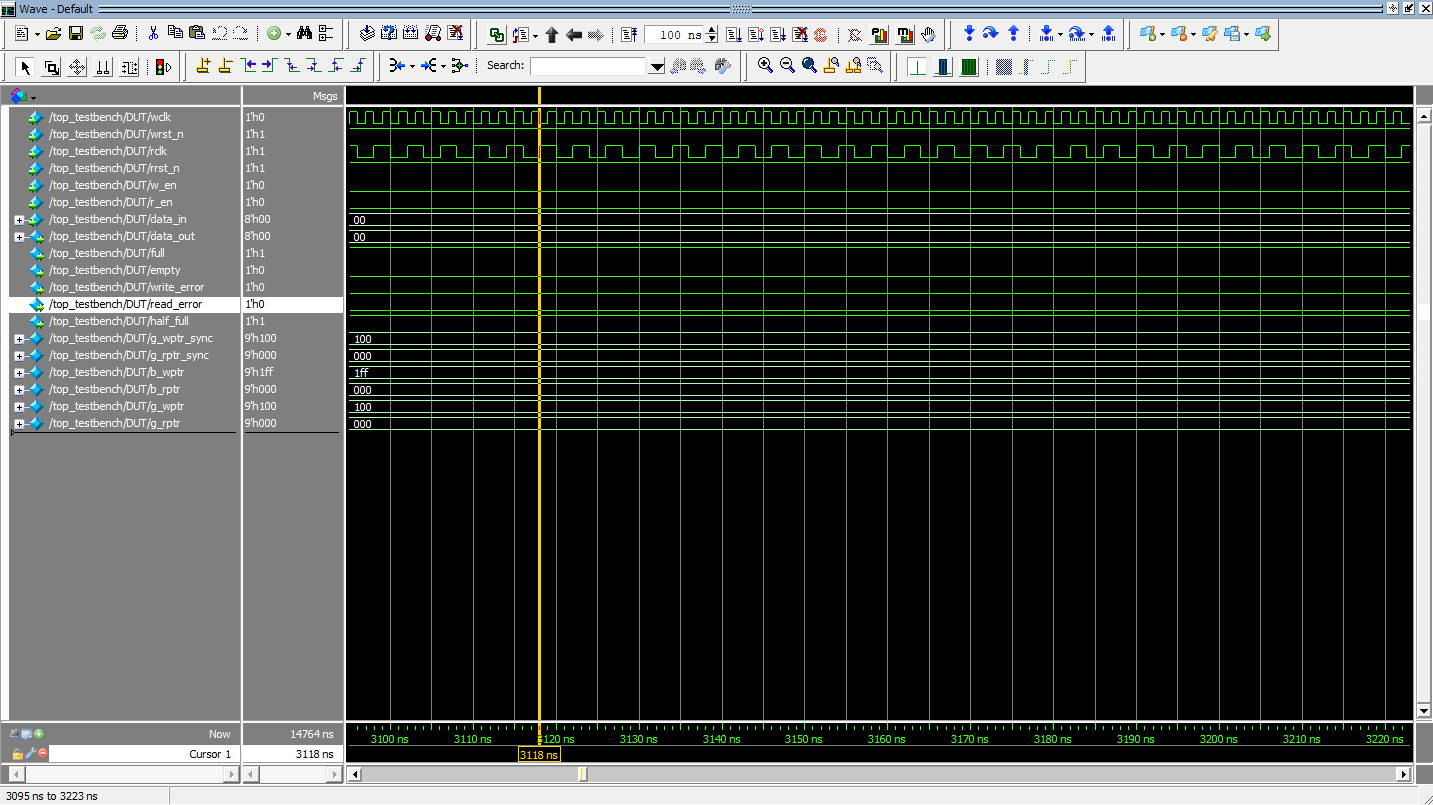 Wave - Default
100 ns
Search:
Msgs
/top_testbench/DUT/wclk 1'h0
/top_testbench/DUT/wrst_n 1'h1
/top_testbench/DUT/rclk 1'h1
/top_testbench/DUT/rrst_n 1'h1
/top_testbench/DUT/w_en 1'h0
/top_testbench/DUT/r_en 1'h0
/top_testbench/DUT/data_in 8'h00 00
/top_testbench/DUT/data_out 8'h00 00
/top_testbench/DUT/full 1'h1
/top_testbench/DUT/empty 1'h0
/top_testbench/DUT/write_error 1'h0
/top_testbench/DUT/read_error 1'h0
/top_testbench/DUT/half_full 1'h1
/top_testbench/DUT/g_wptr_sync 9'h100 100
/top_testbench/DUT/g_rptr_sync 9'h000 000
/top_testbench/DUT/b_wptr 9'h1ff 1ff
/top_testbench/DUT/b_rptr 9'h000 000
/top_testbench/DUT/g_wptr 9'h100 100
/top_testbench/DUT/g_rptr 9'h000 000
Now 14764 ns 3100 ns 3110 ns 3120 ns 3130 ns 3140 ns 3150 ns 3160 ns 3170 ns 3180 ns 3190 ns 3200 ns 3210 ns 3220 ns
Cursor 1 3118 ns 3118 ns
3095 ns to 3223 ns